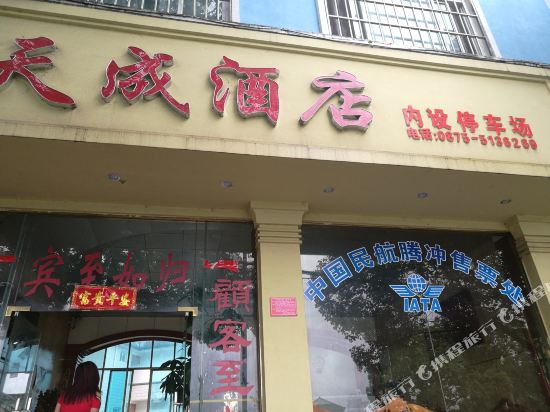 天成酒店
内设停车场
电话:0875-5136269
宾至如归
富贵平安
顧客至
中国民航腾冲售票处
IATA
携程旅行